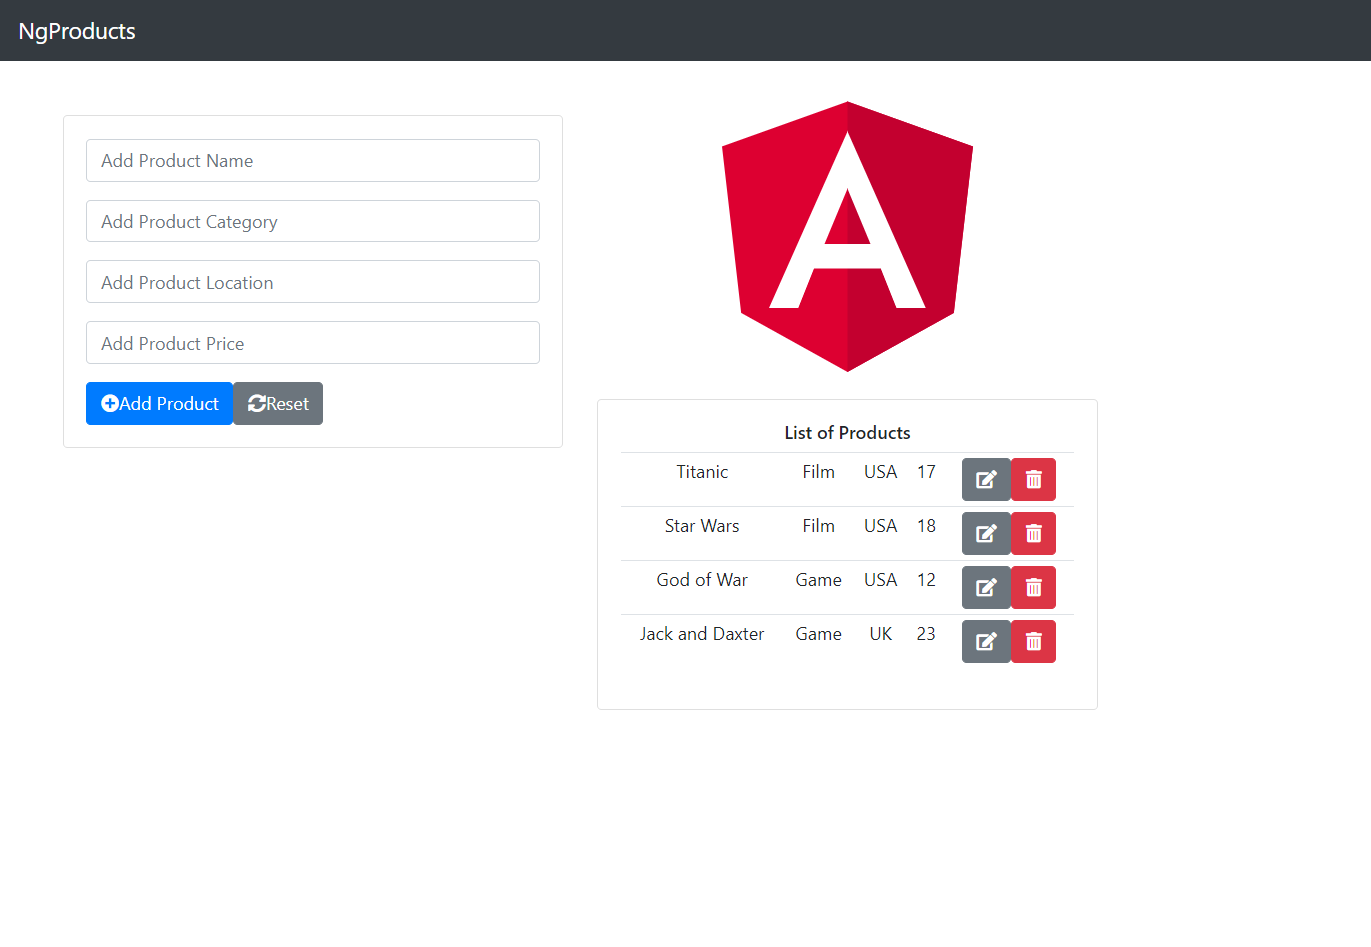 NgProducts
Add Product Name
Add Product Category
Add Product Location
Add Product Price
Add Product Reset
A
List of Products
Titanic Film USA 17
Star Wars Film USA 18
God of War Game USA 12
Jack and Daxter Game UK 23